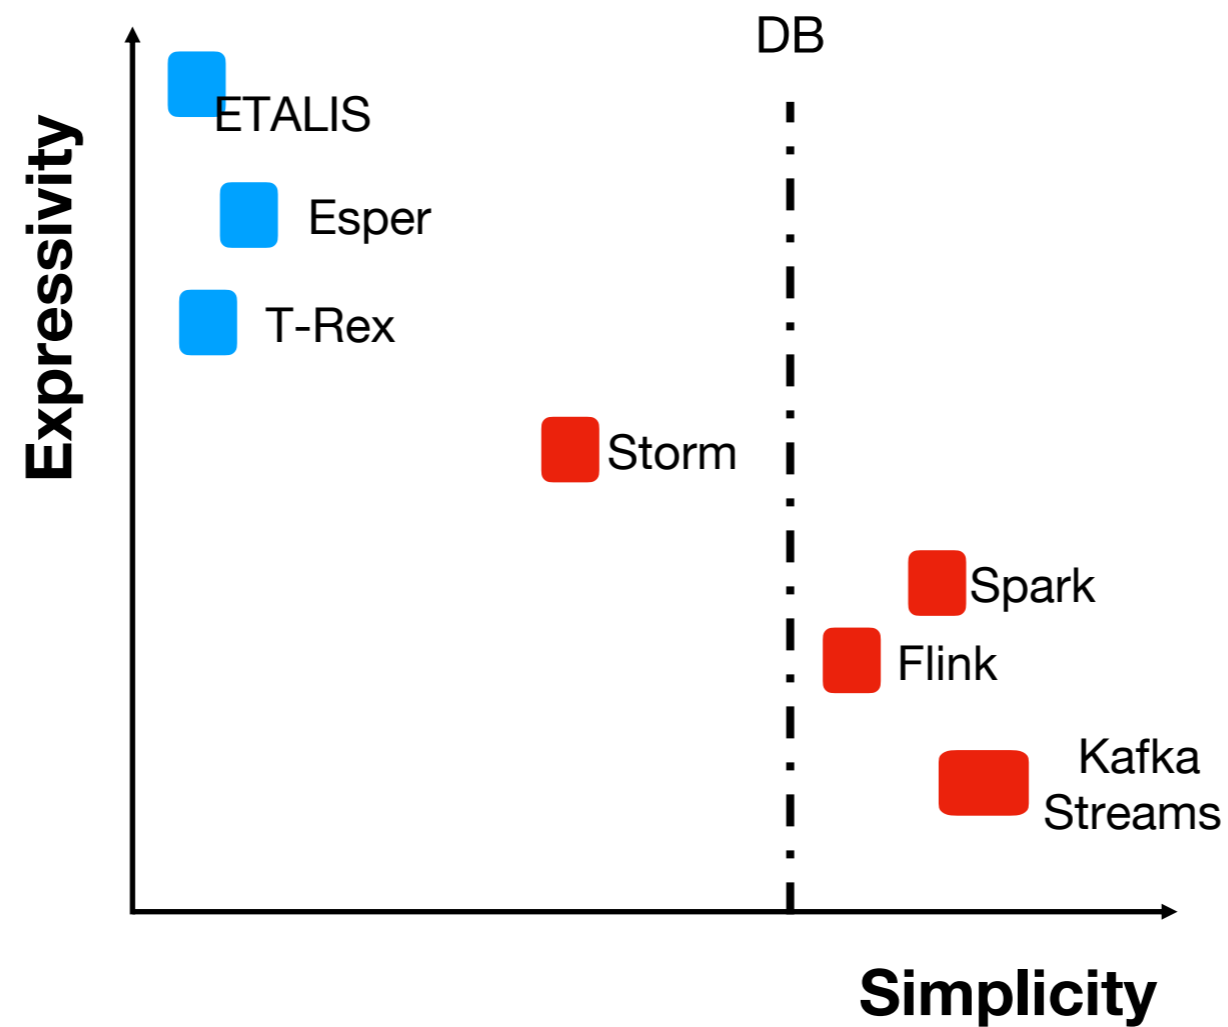 DB
ETALIS
Esper
T-Rex
Expressivity
Storm
Spark
Flink
Kafka
Streams
Simplicity